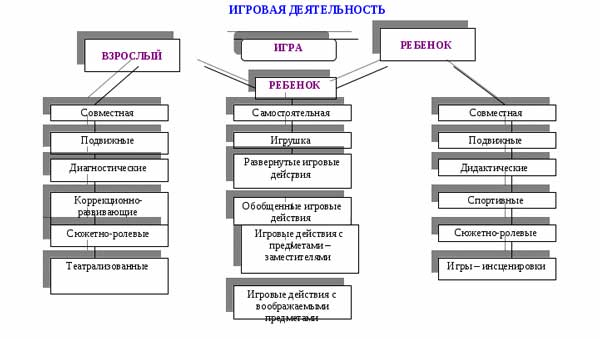 ИГРОВАЯ ДЕЯТЕЛЬНОСТЬ
ВЗРОСЛЫЙ
ИГРА
РЕБЕНОК
РЕБЕНОК
Совместная
Подвижные
Диагностические
Коррекционно-
развивающие
Сюжетно-ролевые
Театрализованные
Самостоятельная
Игрушка
Развернутые игровые
действия
Обобщенные игровые
действия
Игровые действия с
предметами –
заместителями
Игровые действия с
воображаемыми
предметами
Совместная
Подвижные
Дидактические
Спортивные
Сюжетно-ролевые
Игры – инсценировки